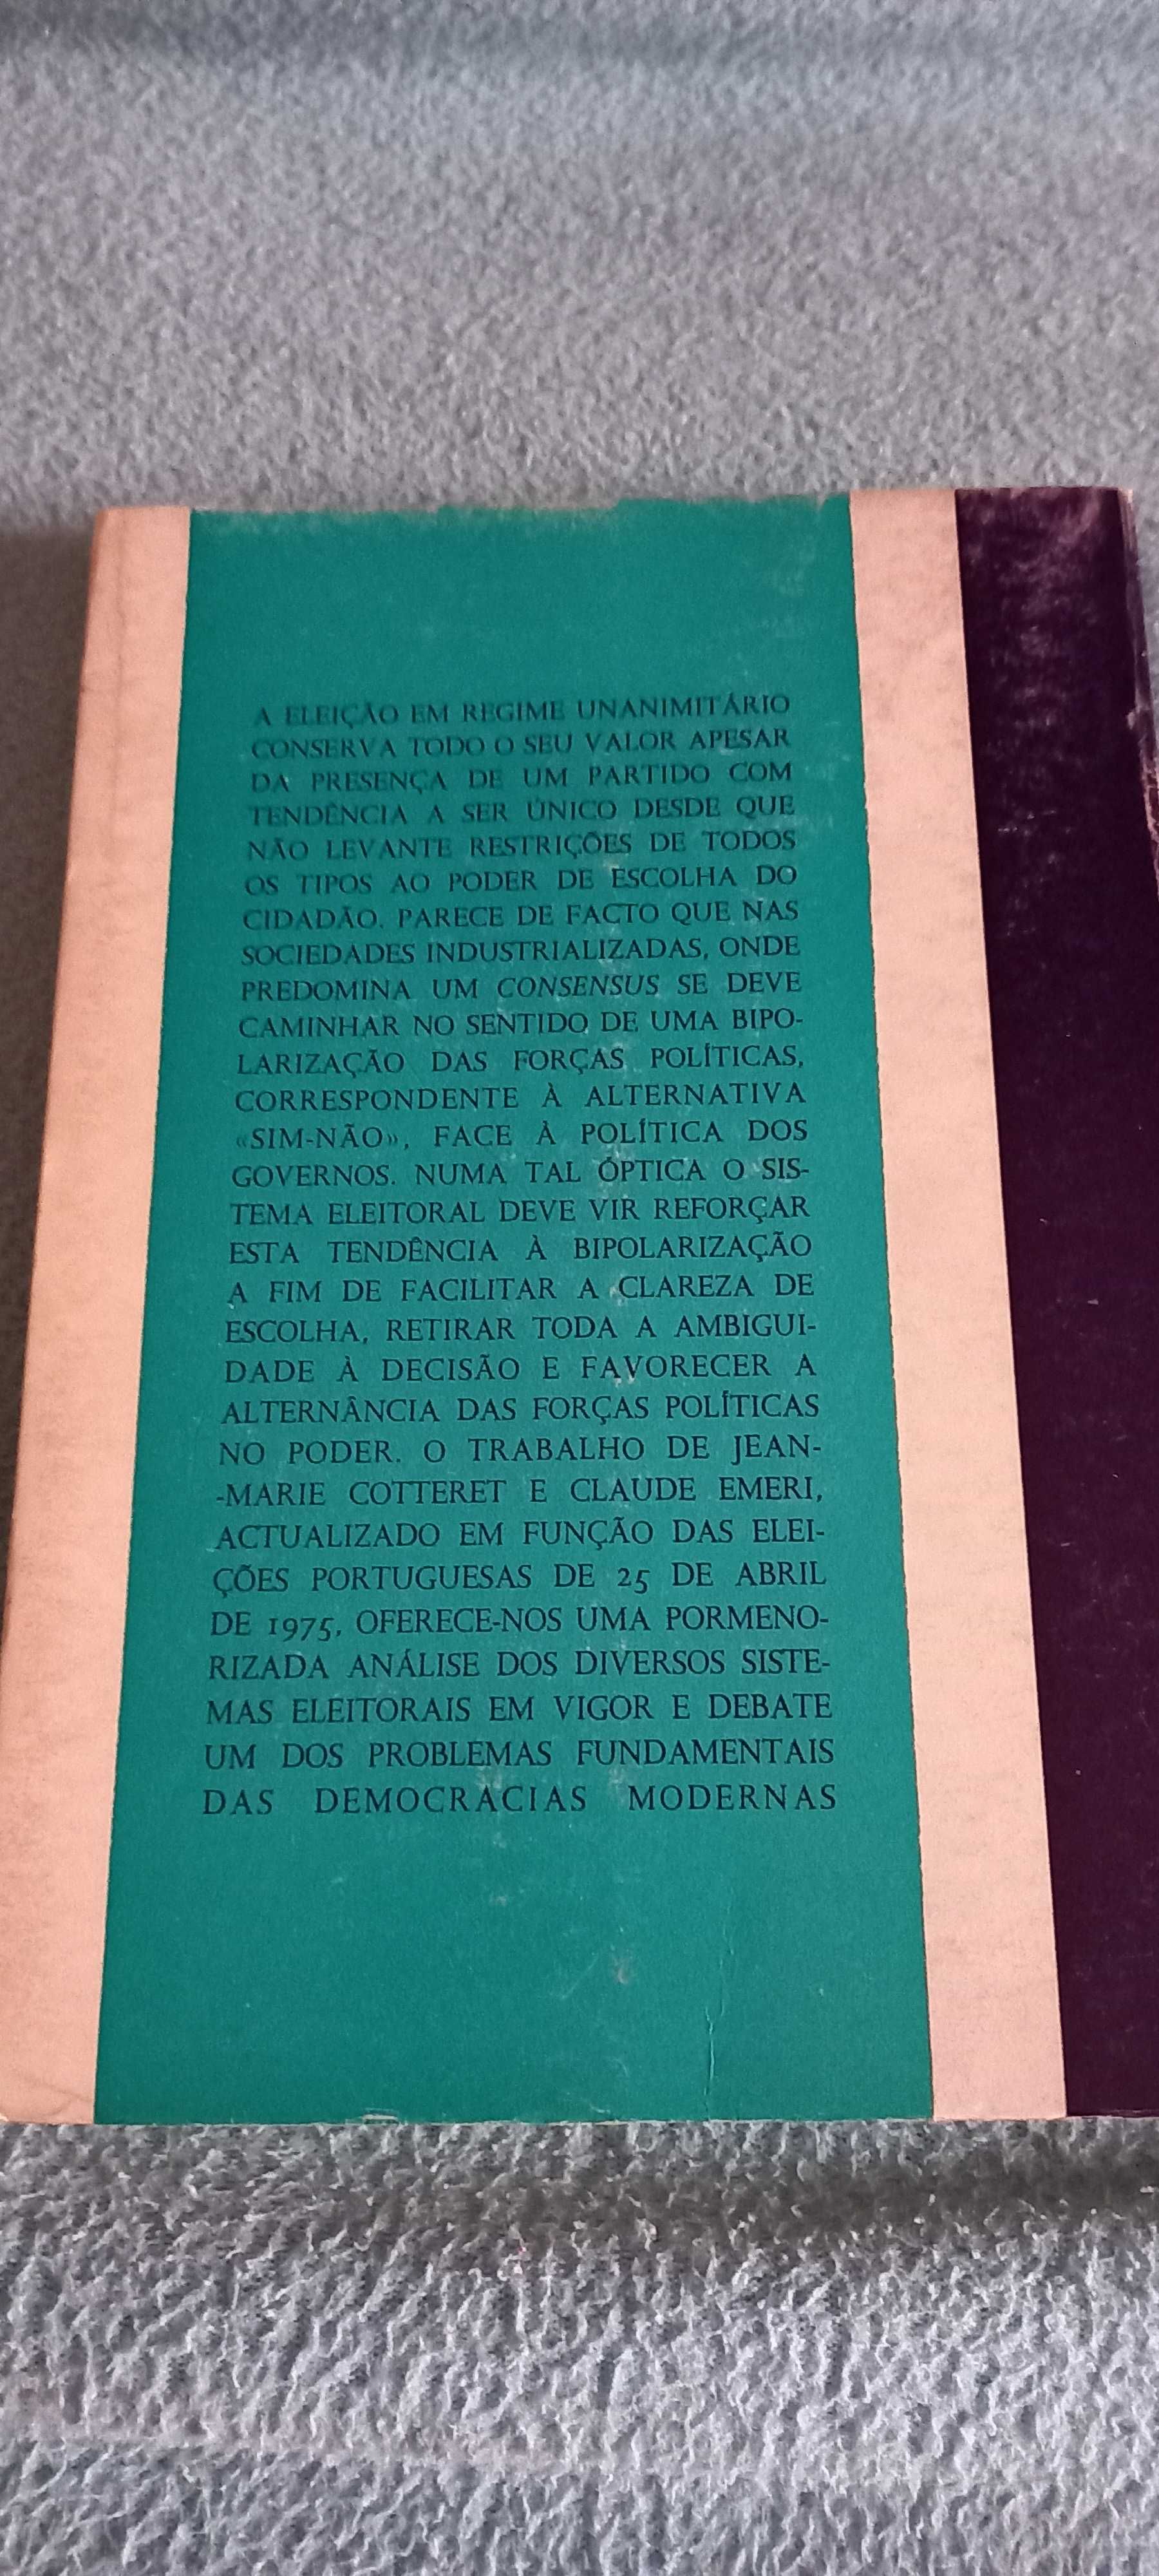 A ELEIÇÃO EM REGIME UNANIMITÁRIO
CONSERVA TODO O SEU VALOR APESAR
DA PRESENÇA DE UM PARTIDO COM
TENDÊNCIA A SER ÚNICO DESDE QUE
NÃO LEVANTE RESTRIÇÕES DE TODOS
OS TIPOS AO PODER DE ESCOLHA DO
CIDADÃO. PARECE DE FACTO QUE NAS
SOCIEDADES INDUSTRIALIZADAS, ONDE
PREDOMINA UM CONSENSUS SE DEVE
CAMINHAR NO SENTIDO DE UMA BIPO-
LARIZAÇÃO DAS FORÇAS POLÍTICAS,
CORRESPONDENTE À ALTERNATIVA
«SIM-NÃO», FACE À POLÍTICA DOS
GOVERNOS. NUMA TAL ÓPTICA O SIS-
TEMA ELEITORAL DEVE VIR REFORÇAR
ESTA TENDÊNCIA À BIPOLARIZAÇÃO
A FIM DE FACILITAR A CLAREZA DE
ESCOLHA, RETIRAR TODA A AMBIGUI-
DADE À DECISÃO E FAVORECER A
ALTERNÂNCIA DAS FORÇAS POLÍTICAS
NO PODER. O TRABALHO DE JEAN-
-MARIE COTTERET E CLAUDE EMERI,
ACTUALIZADO EM FUNÇÃO DAS ELEI-
ÇÕES PORTUGUESAS DE 25 DE ABRIL
DE 1975, OFERECE-NOS UMA PORMENO-
RIZADA ANÁLISE DOS DIVERSOS SISTE-
MAS ELEITORAIS EM VIGOR E DEBATE
UM DOS PROBLEMAS FUNDAMENTAIS
DAS DEMOCRACIAS MODERNAS